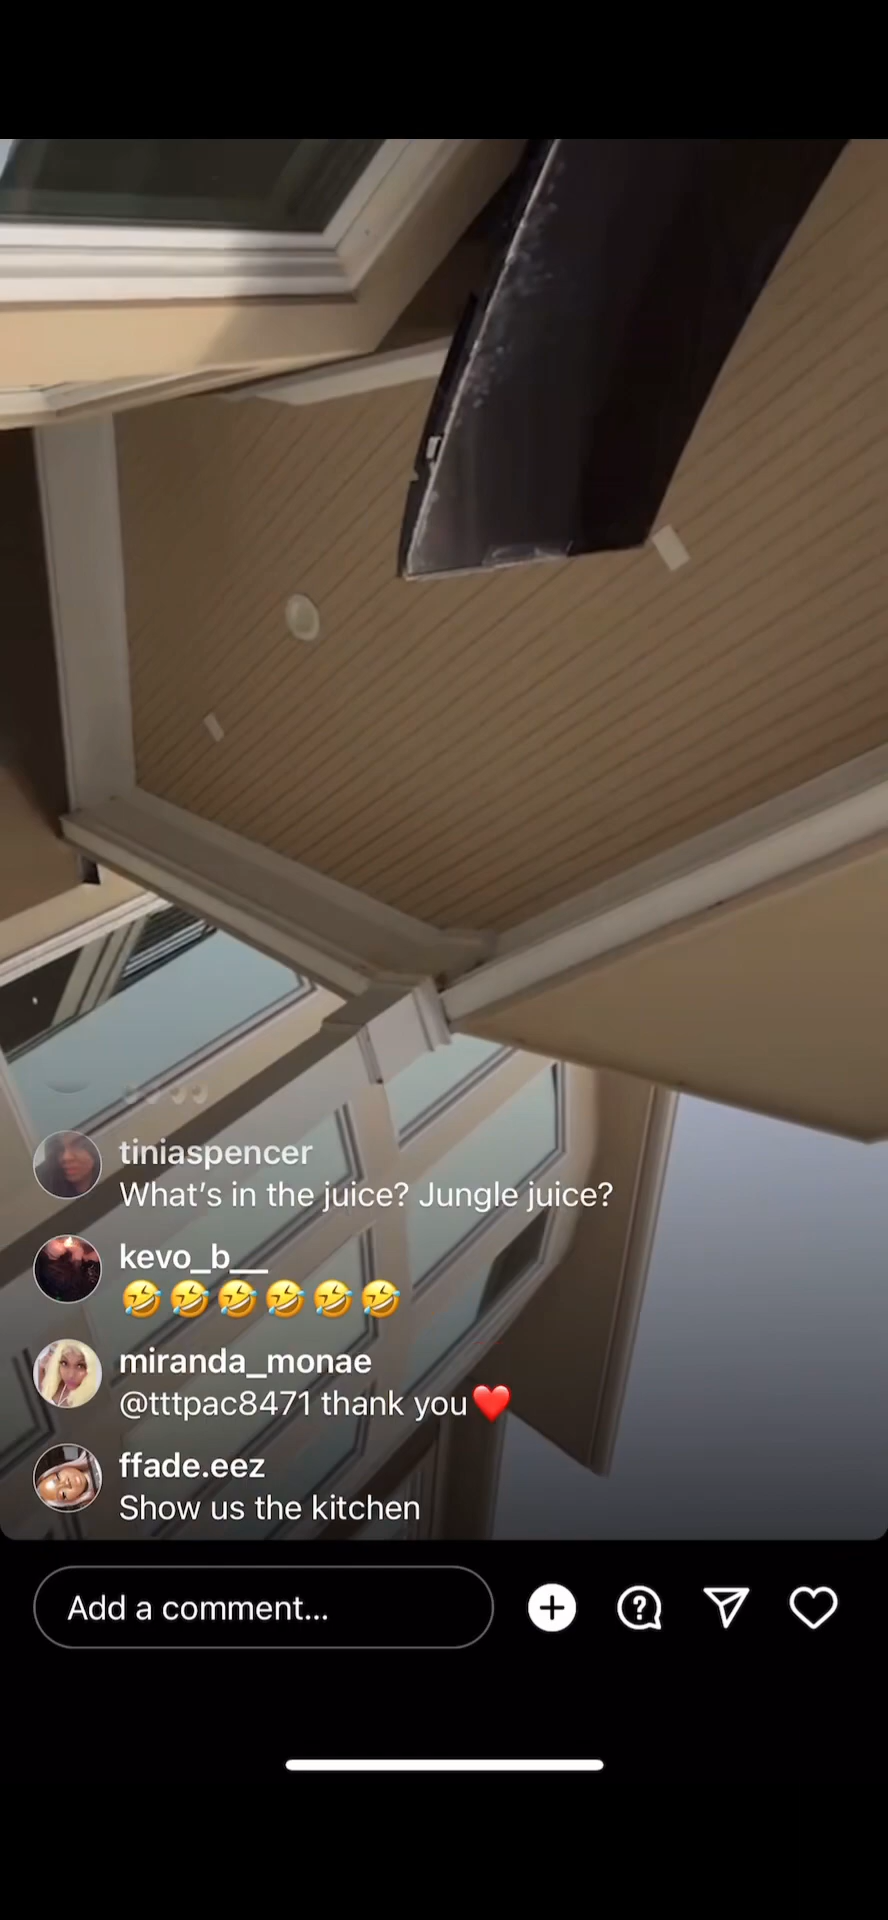 tiniaspencer
What’s in the juice? Jungle juice?
kevo_b__
🤣🤣🤣🤣🤣🤣
miranda_monae
@tttpac8471 thank you❤️
ffade.eez
Show us the kitchen
Add a comment...